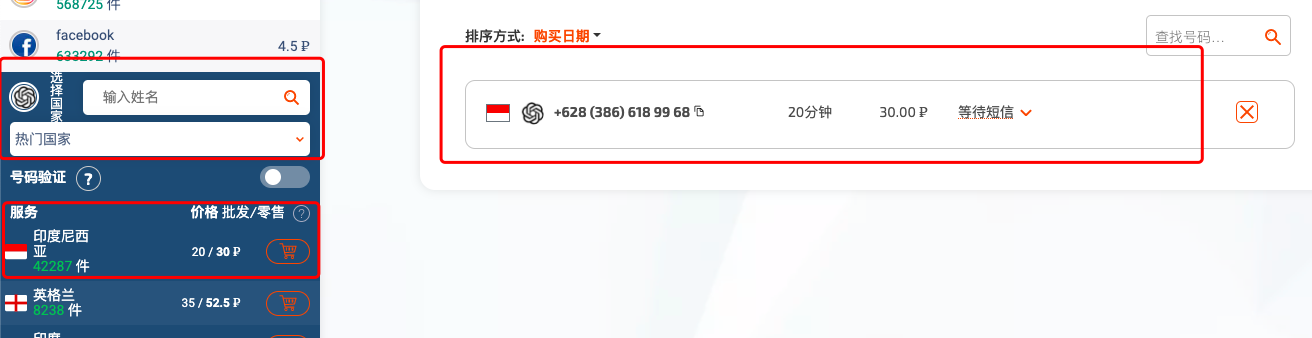 568725 件
facebook
633292 件
4.5 ₽
选择国家
输入姓名
热门国家
号码验证 ?
服务 价格 批发/零售 ?
印度尼西
亚
42287 件
20 / 30 ₽
英格兰
8238 件
35 / 52.5 ₽
印度
排序方式: 购买日期
查找号码...
+628 (386) 618 99 68
20分钟
30.00 ₽
等待短信